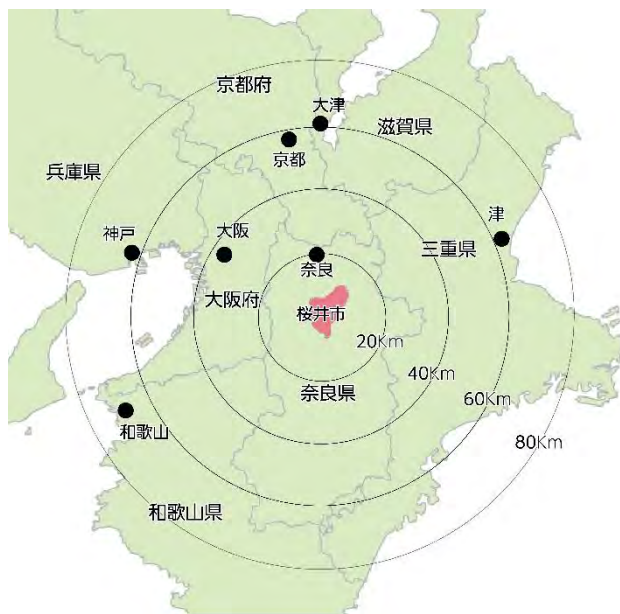 京都府
大津
滋賀県
京都
兵庫県
津
神戸
大阪
三重県
奈良
大阪府
桜井市
20Km
40Km
奈良県
60Km
和歌山
80Km
和歌山県